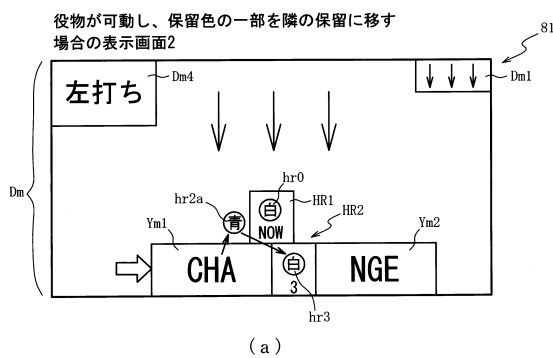 役物が可動し、保留色の一部を隣の保留に移す
場合の表示画面2
81
左打ち
Dm4
Dm1
Dm
hr0
hr2a
白
HR1
青
NOW
HR2
Ym1
Ym2
CHA
白
NGE
3
hr3
(a)